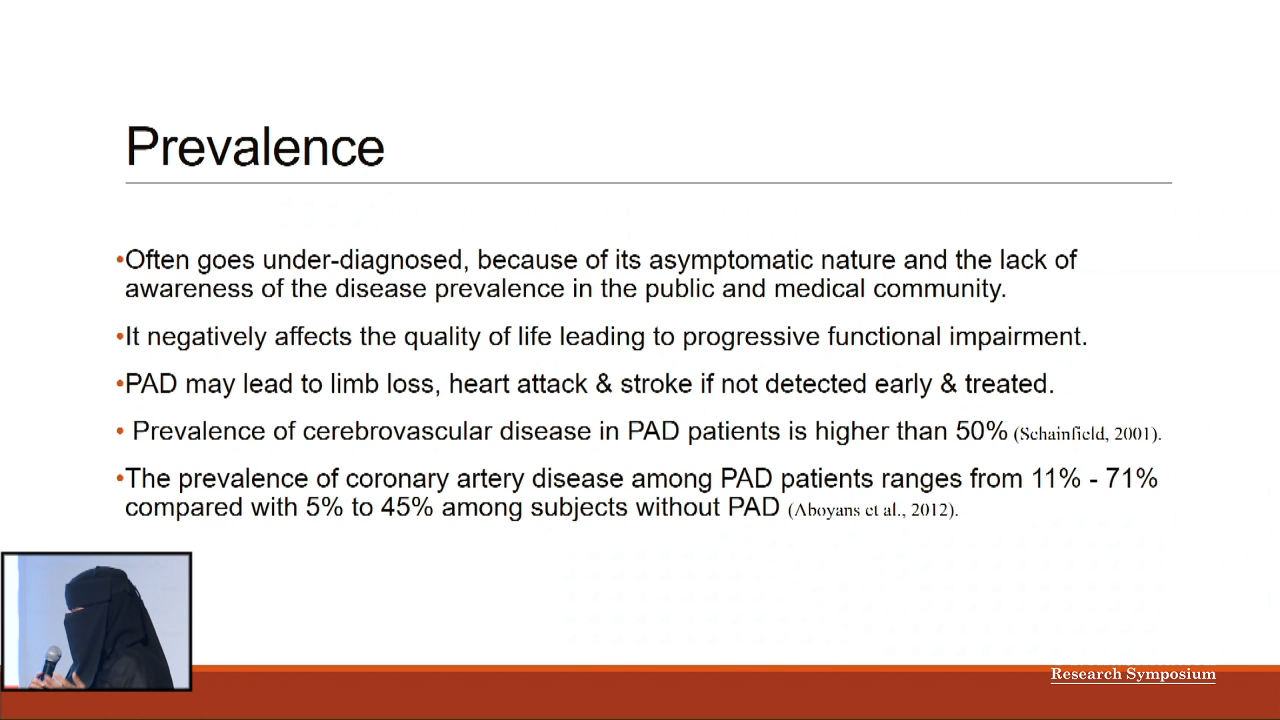 Prevalence
•Often goes under-diagnosed, because of its asymptomatic nature and the lack of
awareness of the disease prevalence in the public and medical community.
•It negatively affects the quality of life leading to progressive functional impairment.
•PAD may lead to limb loss, heart attack & stroke if not detected early & treated.
• Prevalence of cerebrovascular disease in PAD patients is higher than 50% (Schainfield, 2001).
•The prevalence of coronary artery disease among PAD patients ranges from 11% - 71%
compared with 5% to 45% among subjects without PAD (Aboyans et al., 2012).
Research Symposium